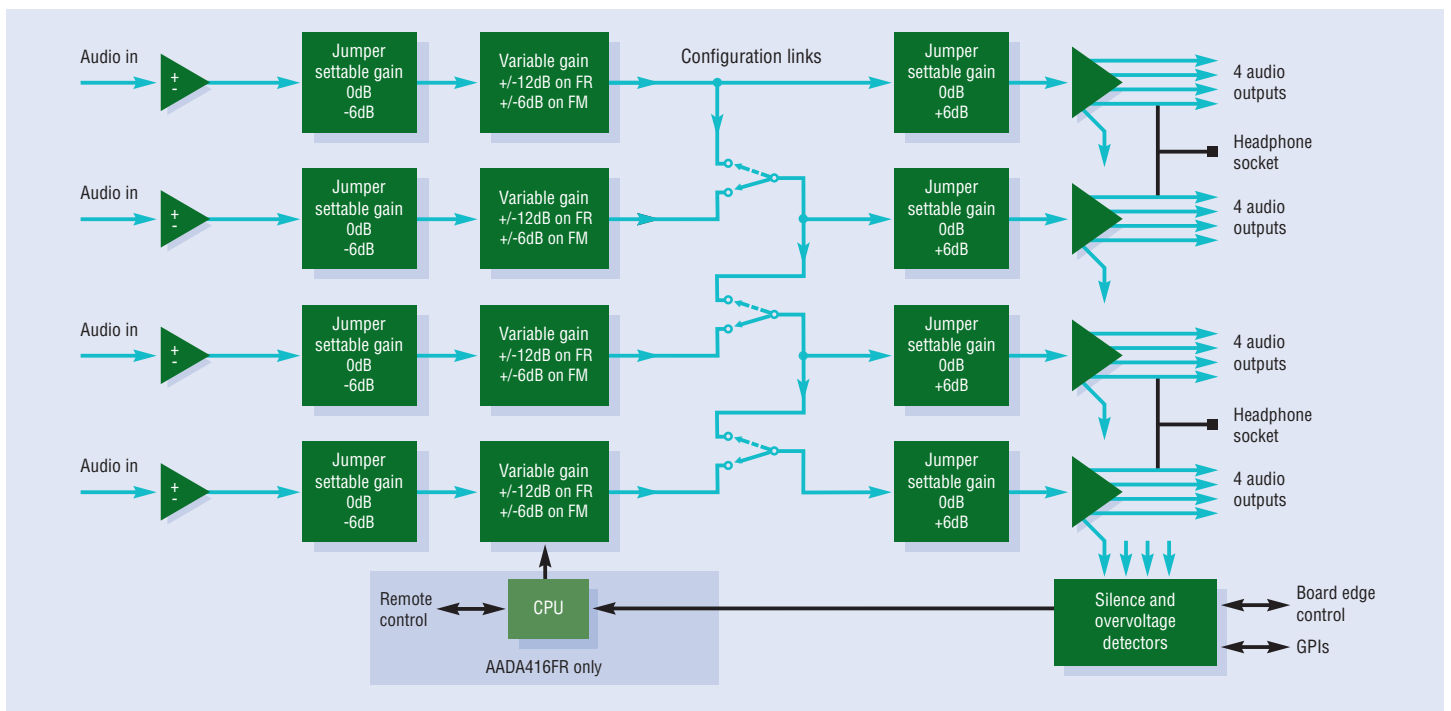 Audio in
+
-
Jumper
settable gain
0dB
-6dB
Variable gain
+/-12dB on FR
+/-6dB on FM
Configuration links
Jumper
settable gain
0dB
+6dB
4 audio
outputs
Headphone
socket
Audio in
+
-
Jumper
settable gain
0dB
-6dB
Variable gain
+/-12dB on FR
+/-6dB on FM
Jumper
settable gain
0dB
+6dB
4 audio
outputs
Audio in
+
-
Jumper
settable gain
0dB
-6dB
Variable gain
+/-12dB on FR
+/-6dB on FM
Jumper
settable gain
0dB
+6dB
4 audio
outputs
Headphone
socket
Audio in
+
-
Jumper
settable gain
0dB
-6dB
Variable gain
+/-12dB on FR
+/-6dB on FM
Jumper
settable gain
0dB
+6dB
4 audio
outputs
Remote
control
CPU
AADA416FR only
Silence and
overvoltage
detectors
Board edge
control
GPIs